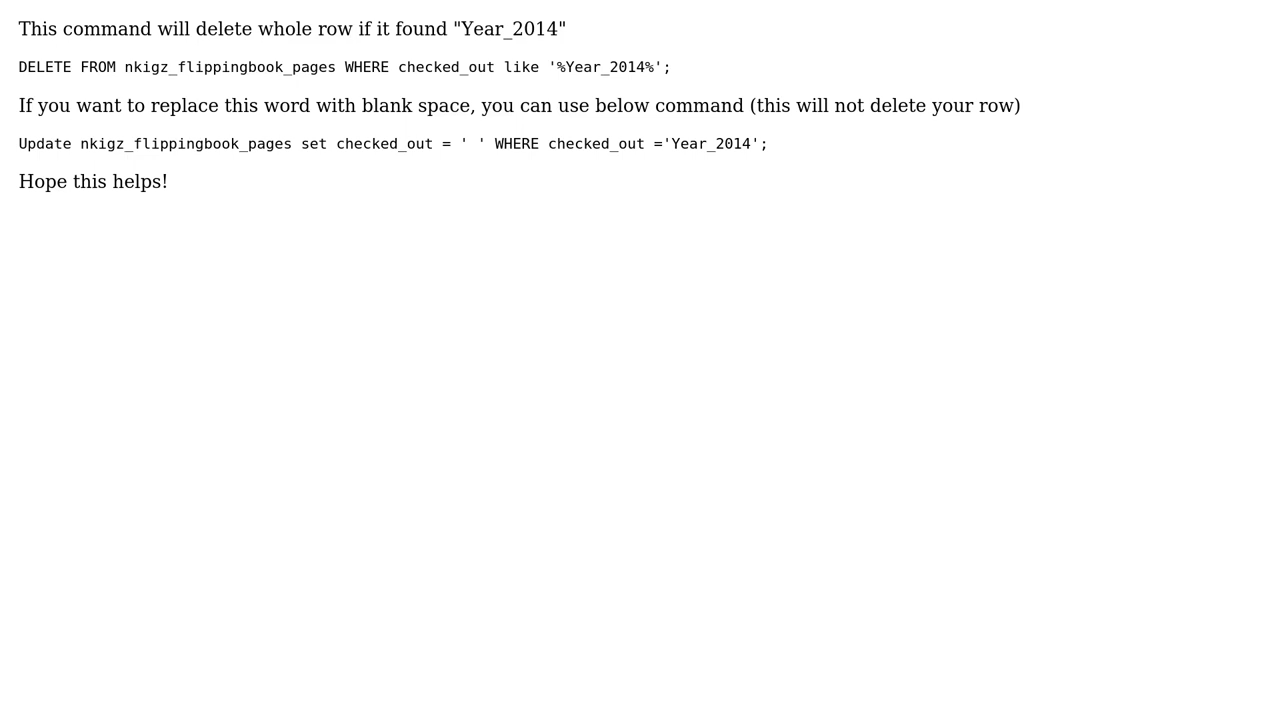 This command will delete whole row if it found "Year_2014"
DELETE FROM nkigz_flippingbook_pages WHERE checked_out like '%Year_2014%';
If you want to replace this word with blank space, you can use below command (this will not delete your row)
Update nkigz_flippingbook_pages set checked_out = ' ' WHERE checked_out ='Year_2014';
Hope this helps!